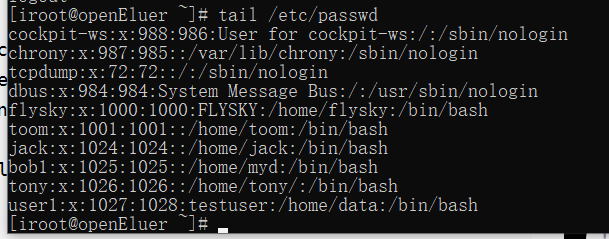 [iroot@openEluer ~]# tail /etc/passwd
cockpit-ws:x:988:986:User for cockpit-ws:/:/sbin/nologin
chrony:x:987:985::/var/lib/chrony:/sbin/nologin
tcpdump:x:72:72::/:/sbin/nologin
dbus:x:984:984:System Message Bus:/:/usr/sbin/nologin
flysky:x:1000:1000:FLYSKY:/home/flysky:/bin/bash
toom:x:1001:1001::/home/toom:/bin/bash
jack:x:1024:1024::/home/jack:/bin/bash
bob1:x:1025:1025::/home/myd:/bin/bash
tony:x:1026:1026::/home/tony/:/bin/bash
user1:x:1027:1028:testuser:/home/data:/bin/bash
[iroot@openEluer ~]#